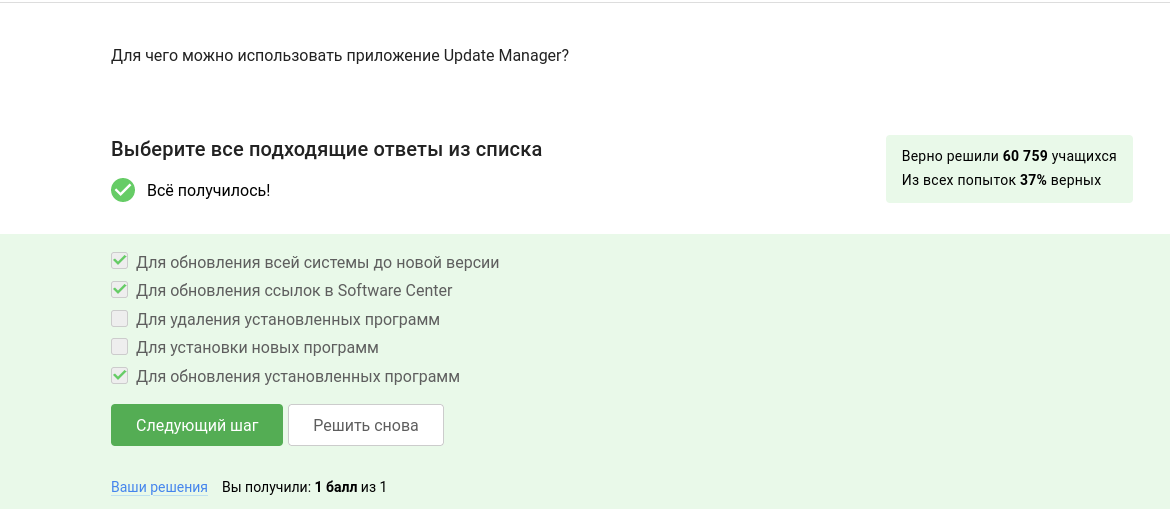 Для чего можно использовать приложение Update Manager?
Выберите все подходящие ответы из списка
Верно решили 60 759 учащихся
Из всех попыток 37% верных
Всё получилось!
Для обновления всей системы до новой версии
Для обновления ссылок в Software Center
Для удаления установленных программ
Для установки новых программ
Для обновления установленных программ
Следующий шаг
Решить снова
Ваши решения
Вы получили: 1 балл из 1